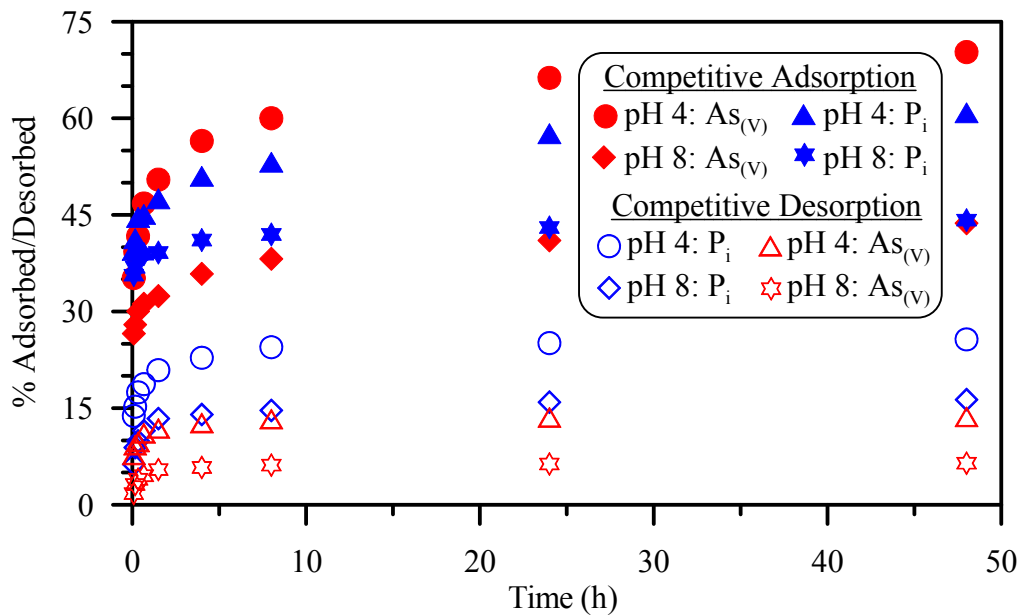 75
60
45
30
15
0
% Adsorbed/Desorbed
Competitive Adsorption
pH 4: As(V) pH 4: Pi
pH 8: As(V) pH 8: Pi
Competitive Desorption
pH 4: Pi pH 4: As(V)
pH 8: Pi pH 8: As(V)
0 10 20 30 40 50
Time (h)